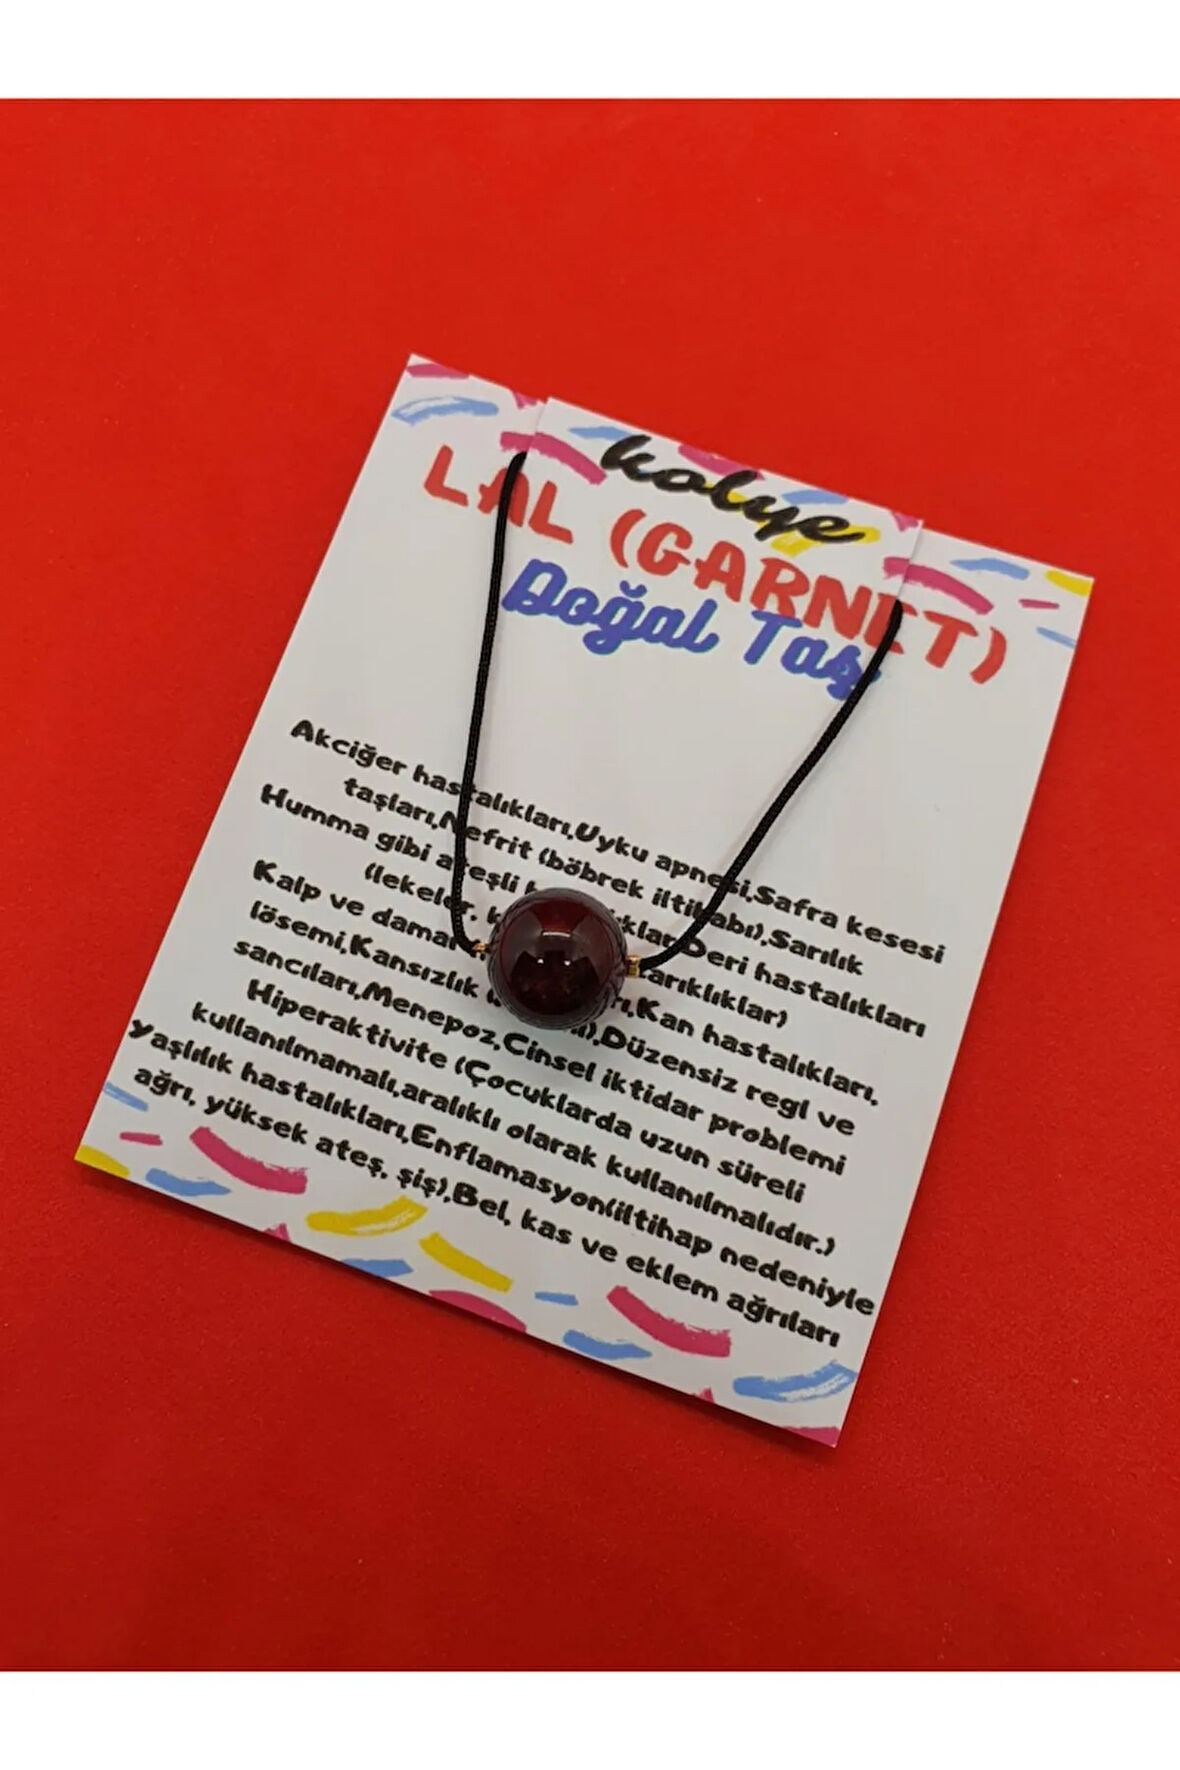 kolye
LAL (GARNET)
Doğal Taş
Akciğer hastalıkları,Uyku apnesi,Safra kesesi
taşları,Nefrit (böbrek iltihabı),Sarılık
Humma gibi ateşli Deri hastalıkları
(lekeler,
Kalp ve damar Kan hastalıkları,
lösemi,Kansızlık Düzensiz regl ve
sancıları,Menepoz,Cinsel iktidar problemi
Hiperaktivite (Çocuklarda uzun süreli
kullanılmamalı,aralıklı olarak kullanılmalıdır.)
Yaşlılık hastalıkları,Enflamasyon(iltihap nedeniyle
ağrı, yüksek ateş, şiş),Bel, kas ve eklem ağrıları